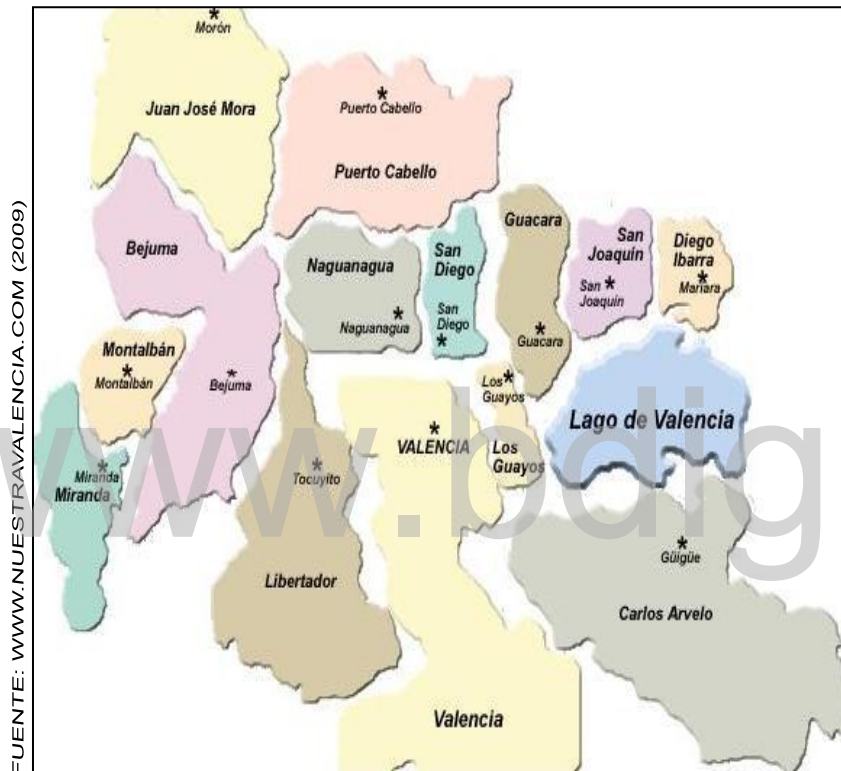 FUENTE: WWW.NUESTRAVALENCIA.COM (2009)
*
Morón
Juan José Mora
*
Puerto Cabello
Puerto Cabello
Bejuma
*
Bejuma
Naguanagua
*
Naguanagua
San
Diego
San
Diego
*
Guacara
*
Guacara
San
Joaquín
San *
Joaquín
Diego
Ibarra
*
Mariara
Montalbán
*
Montalbán
*
Miranda
Miranda
*
Tocuyito
Libertador
*
VALENCIA
Valencia
Los *
Guayos
Los
Guayos
Lago de Valencia
*
Güigüe
Carlos Arvelo
www.bdig